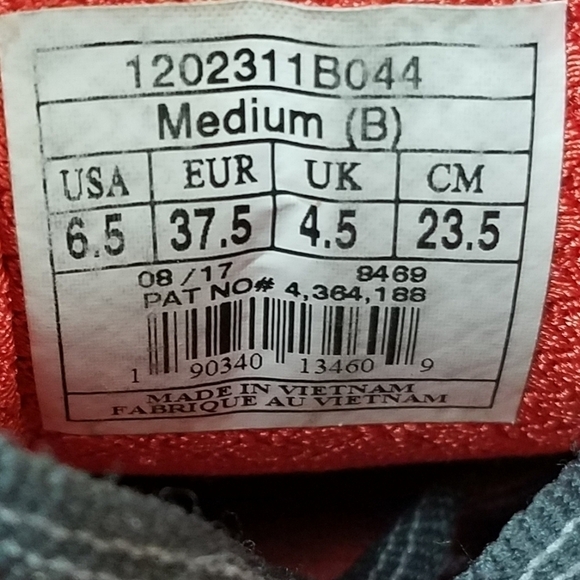 1202311B044
Medium (B)
USA EUR UK CM
6.5 37.5 4.5 23.5
08/17 8469
PAT NO# 4,364,188
1 90340 13460 9
MADE IN VIETNAM
FABRIQUE AU VIETNAM